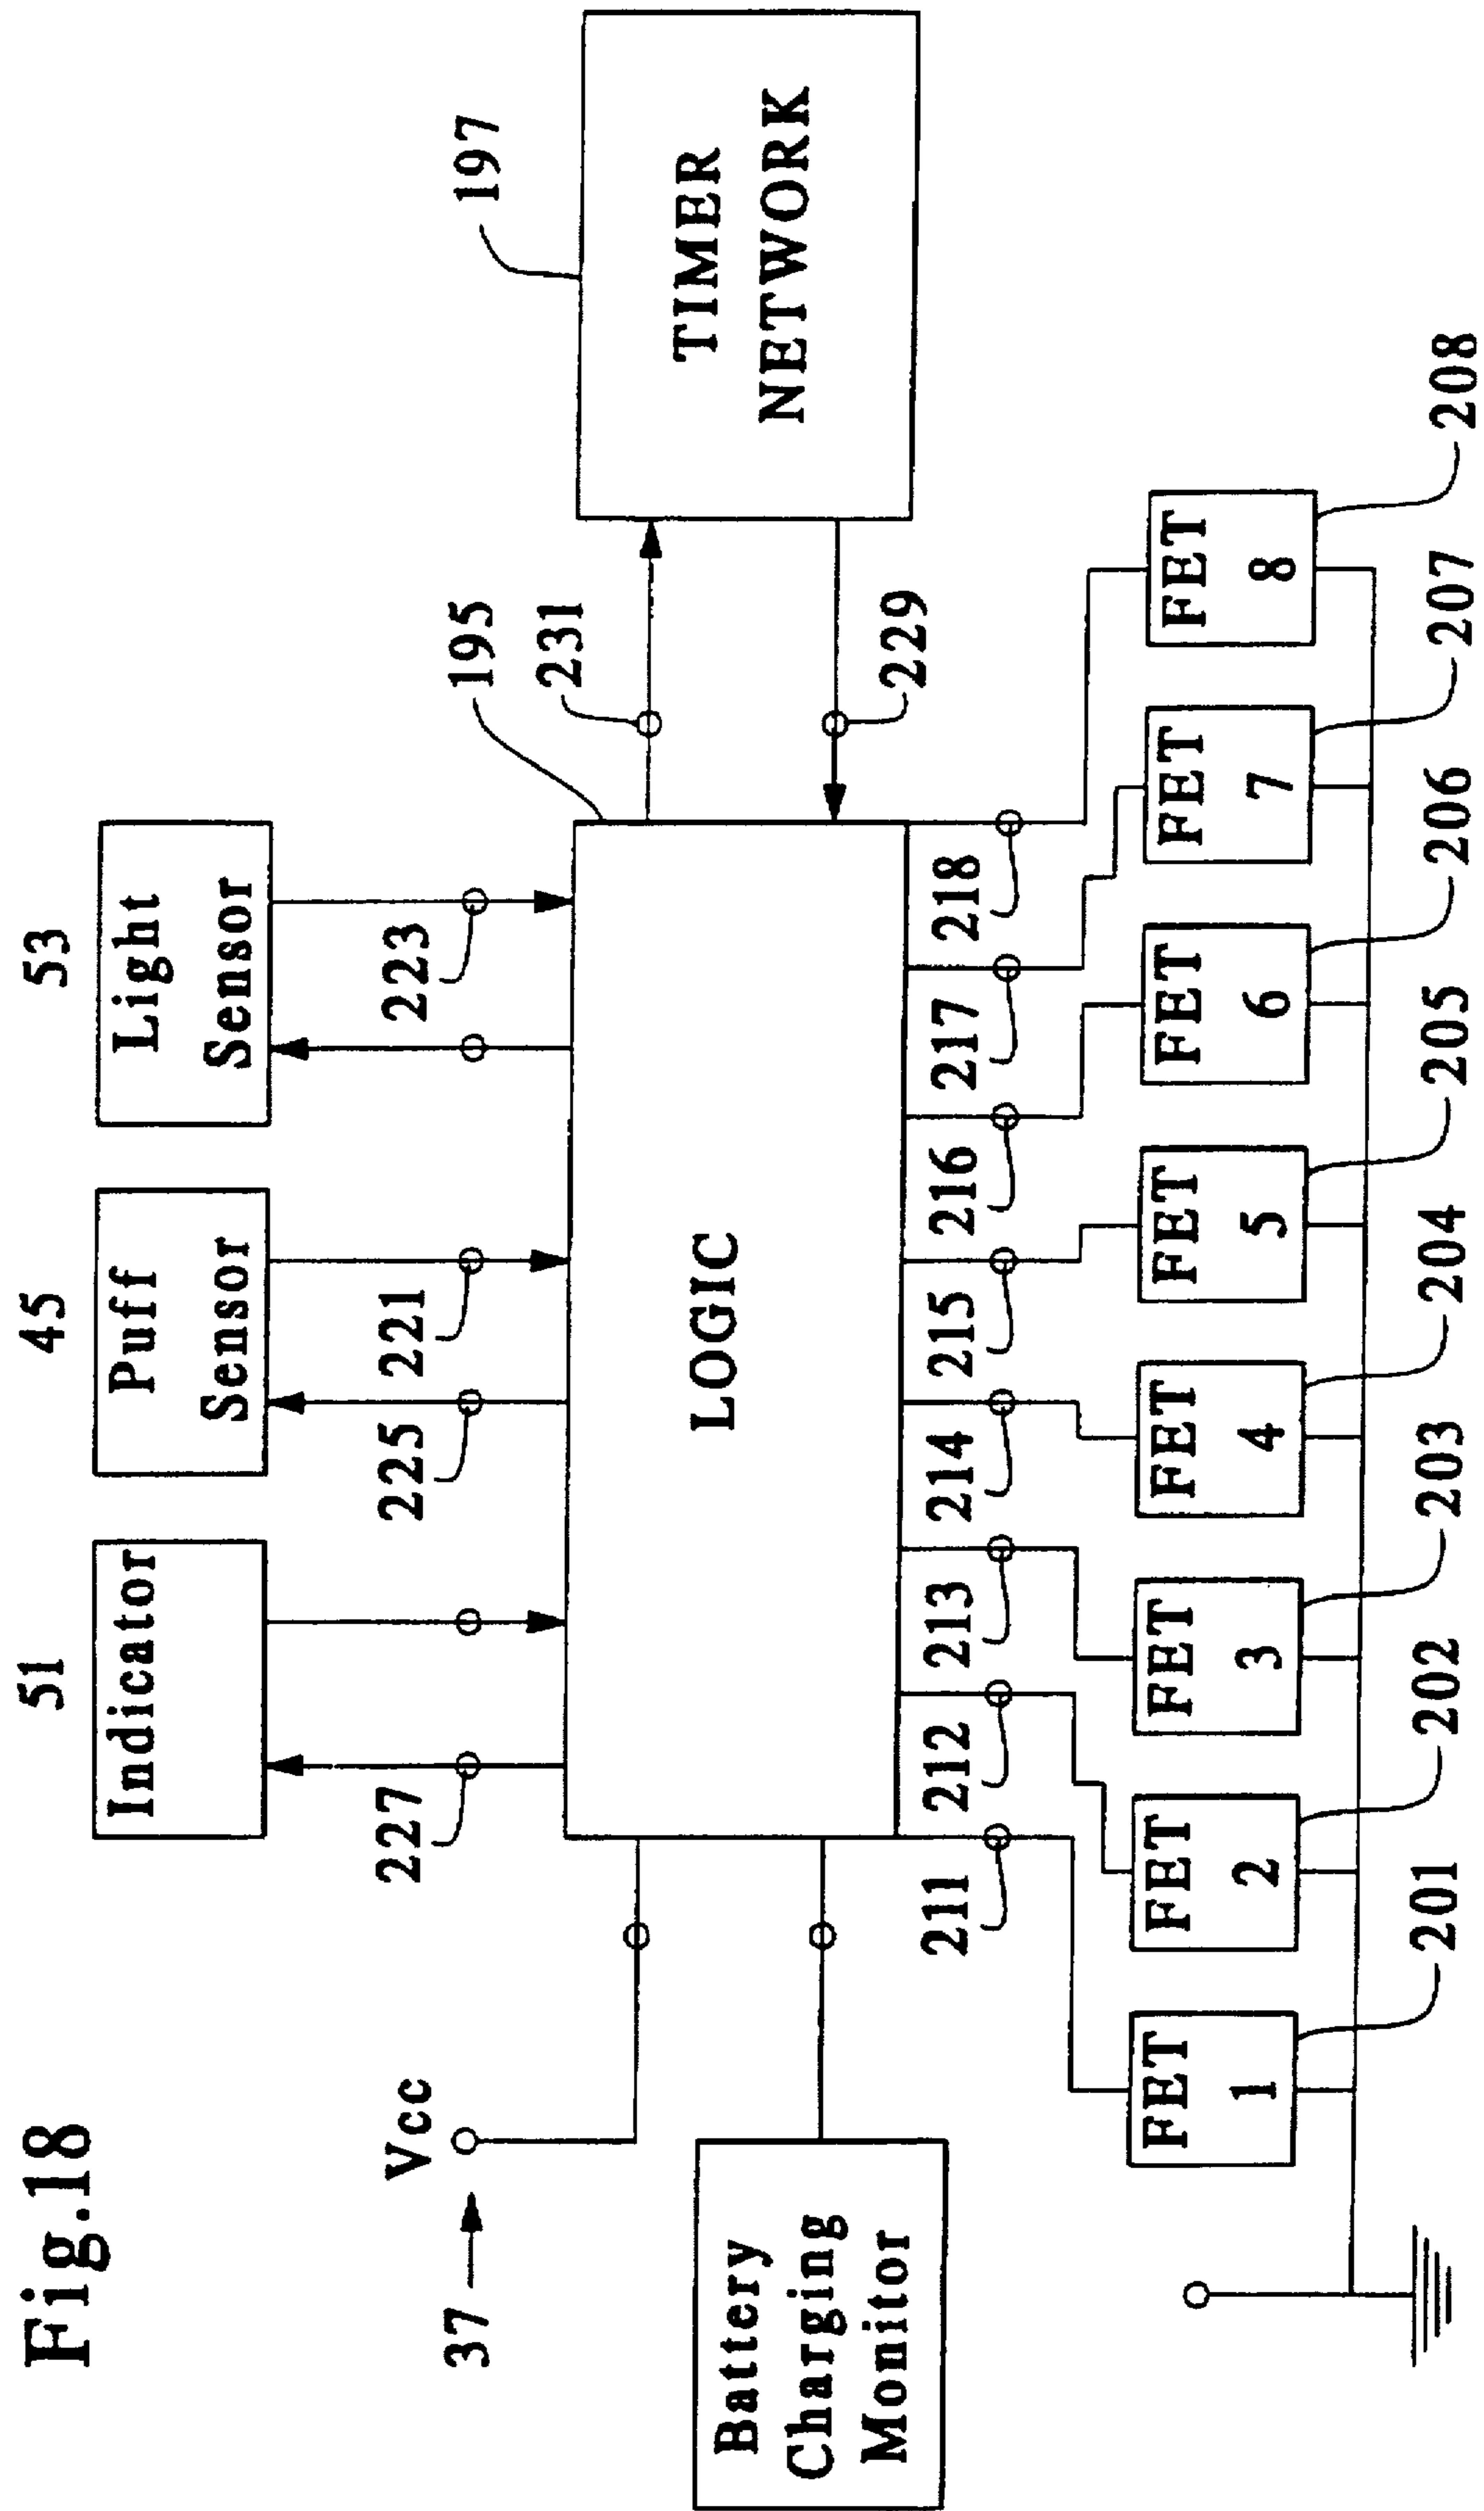 Fig.18
51
45
53
Indicator
Puff
Sensor
Light
Sensor
227
225
221
223
195
231
197
37
Vcc
LOGIC
TIMER
NETWORK
Battery
Charging
Monitor
229
211
212
213
214
215
216
217
218
FET
1
FET
2
FET
3
FET
4
FET
5
FET
6
FET
7
FET
8
201
202
203
204
205
206
207
208